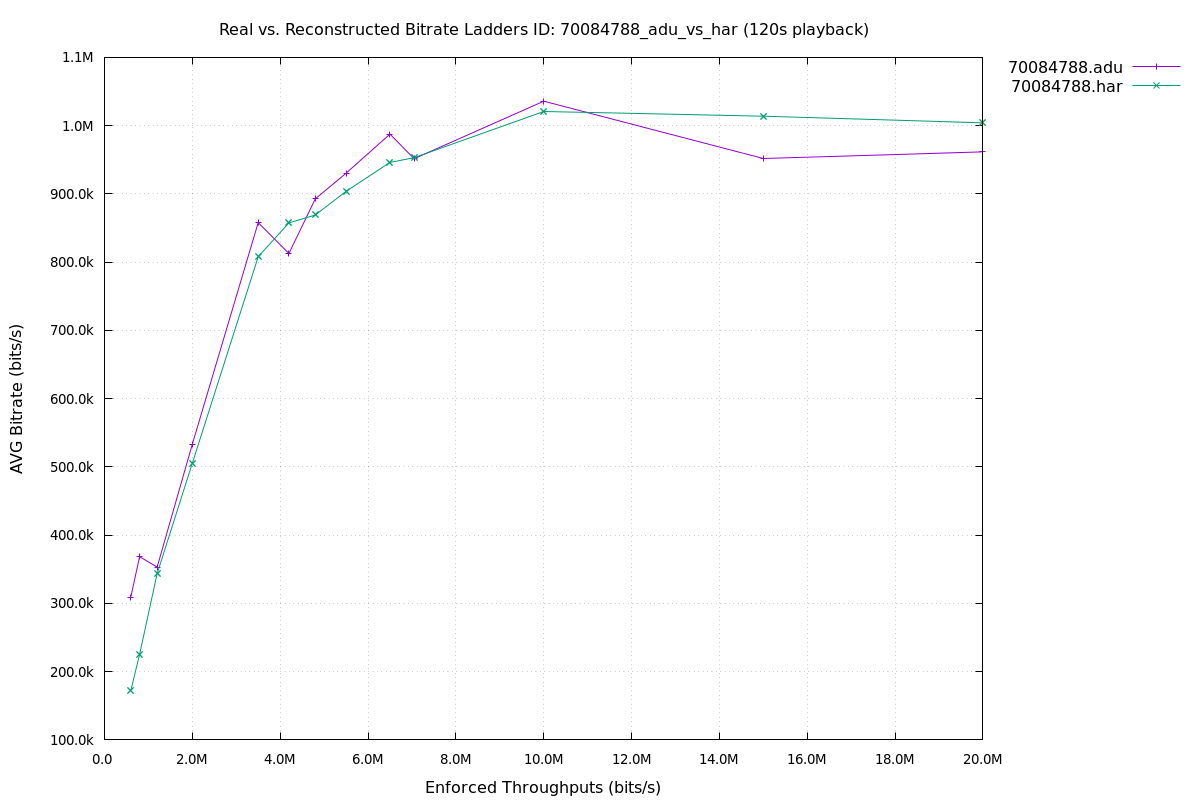 Real vs. Reconstructed Bitrate Ladders ID: 70084788_adu_vs_har (120s playback)
70084788.adu
70084788.har
1.1M
1.0M
900.0k
800.0k
700.0k
600.0k
500.0k
400.0k
300.0k
200.0k
100.0k
AVG Bitrate (bits/s)
0.0 2.0M 4.0M 6.0M 8.0M 10.0M 12.0M 14.0M 16.0M 18.0M 20.0M
Enforced Throughputs (bits/s)